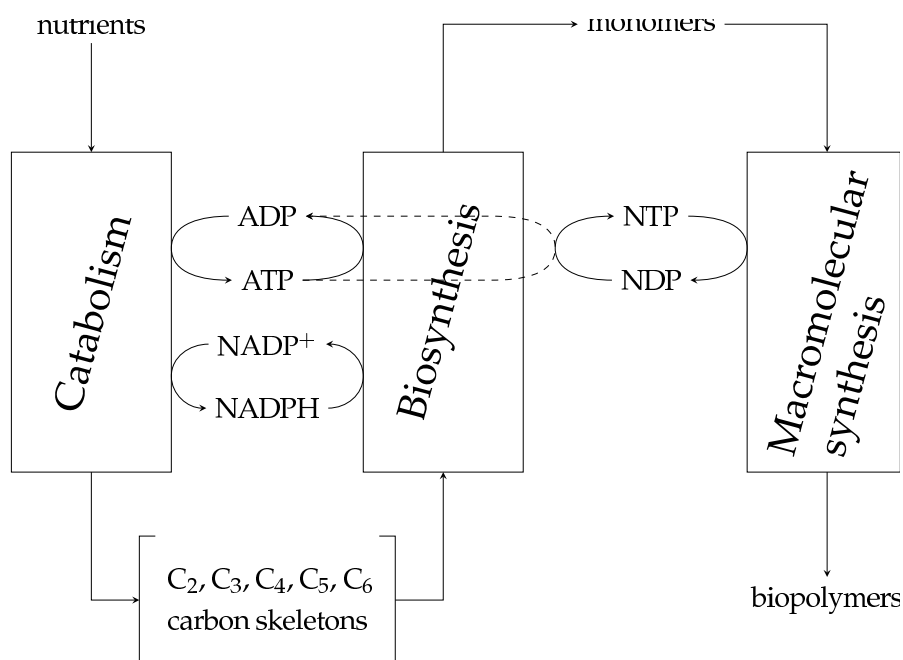 nutrients
monomers
ADP
NTP
ATP
NDP
NADP⁺
NADPH
Catabolism
Biosynthesis
Macromolecular
synthesis
C₂, C₃, C₄, C₅, C₆
carbon skeletons
biopolymers